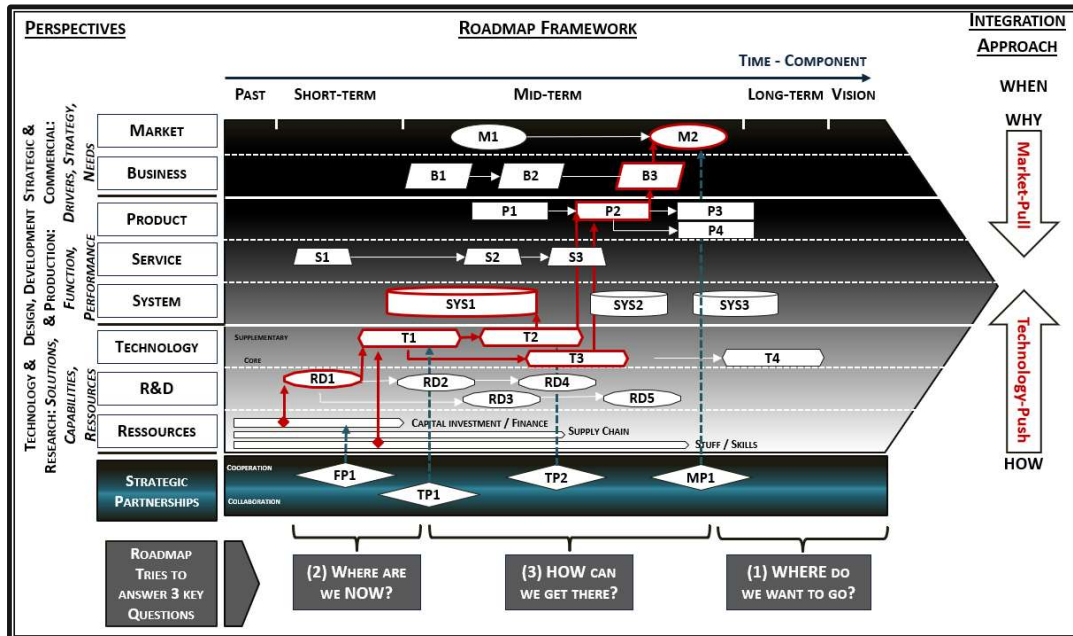 PERSPECTIVES
ROADMAP FRAMEWORK
INTEGRATION
APPROACH
TIME - COMPONENT
PAST
SHORT-TERM
MID-TERM
LONG-TERM
VISION
WHEN
WHY
Market-Pull
Technology-Push
HOW
STRATEGIC &
COMMERCIAL:
DRIVERS, STRATEGY,
NEEDS
DESIGN, DEVELOPMENT
& PRODUCTION:
FUNCTION,
PERFORMANCE
TECHNOLOGY &
RESEARCH: SOLUTIONS,
CAPABILITIES,
RESSOURCES
MARKET
M1
M2
BUSINESS
B1
B2
B3
PRODUCT
P1
P2
P3
P4
SERVICE
S1
S2
S3
SYSTEM
SYS1
SYS2
SYS3
TECHNOLOGY
SUPPLEMENTARY
T1
T2
CORE
T3
T4
R&D
RD1
RD2
RD4
RD3
RD5
RESSOURCES
CAPITAL INVESTMENT / FINANCE
SUPPLY CHAIN
STUFF / SKILLS
STRATEGIC
PARTNERSHIPS
COOPERATION
COLLABORATION
FP1
TP1
TP2
MP1
ROADMAP
TRIES TO
ANSWER 3 KEY
QUESTIONS
(2) WHERE ARE
WE NOW?
(3) HOW CAN
WE GET THERE?
(1) WHERE DO
WE WANT TO GO?